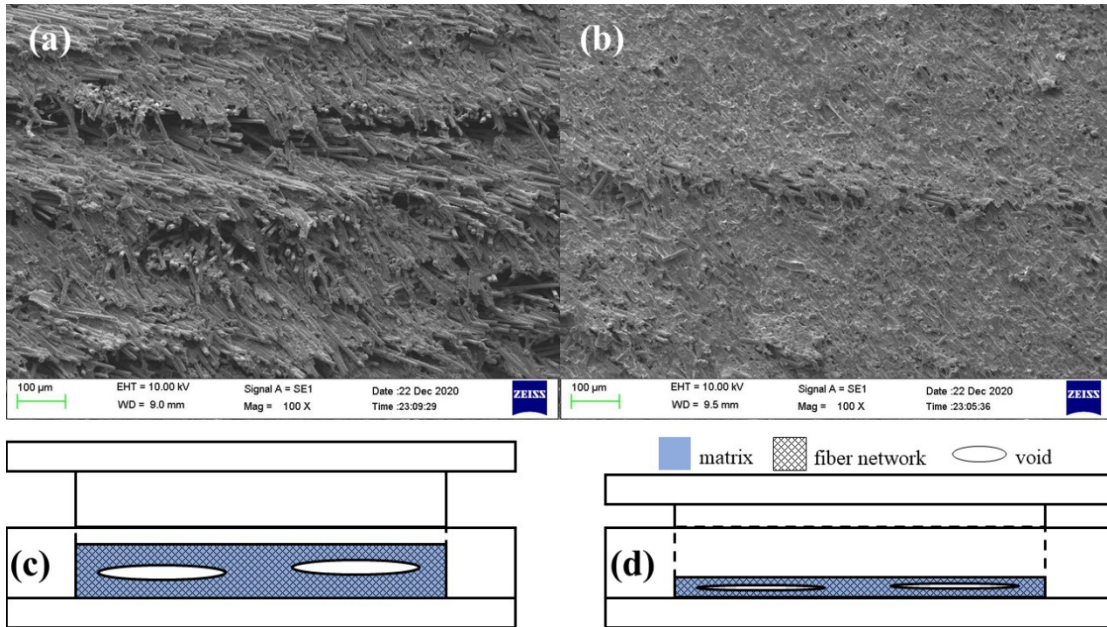 (a)
100 µm
EHT = 10.00 kV
Signal A = SE1
Date :22 Dec 2020
WD = 9.0 mm
Mag = 100 X
Time :23:09:29
ZEISS
(b)
100 µm
EHT = 10.00 kV
Signal A = SE1
Date :22 Dec 2020
WD = 9.5 mm
Mag = 100 X
Time :23:05:36
ZEISS
matrix
fiber network
void
(c)
(d)